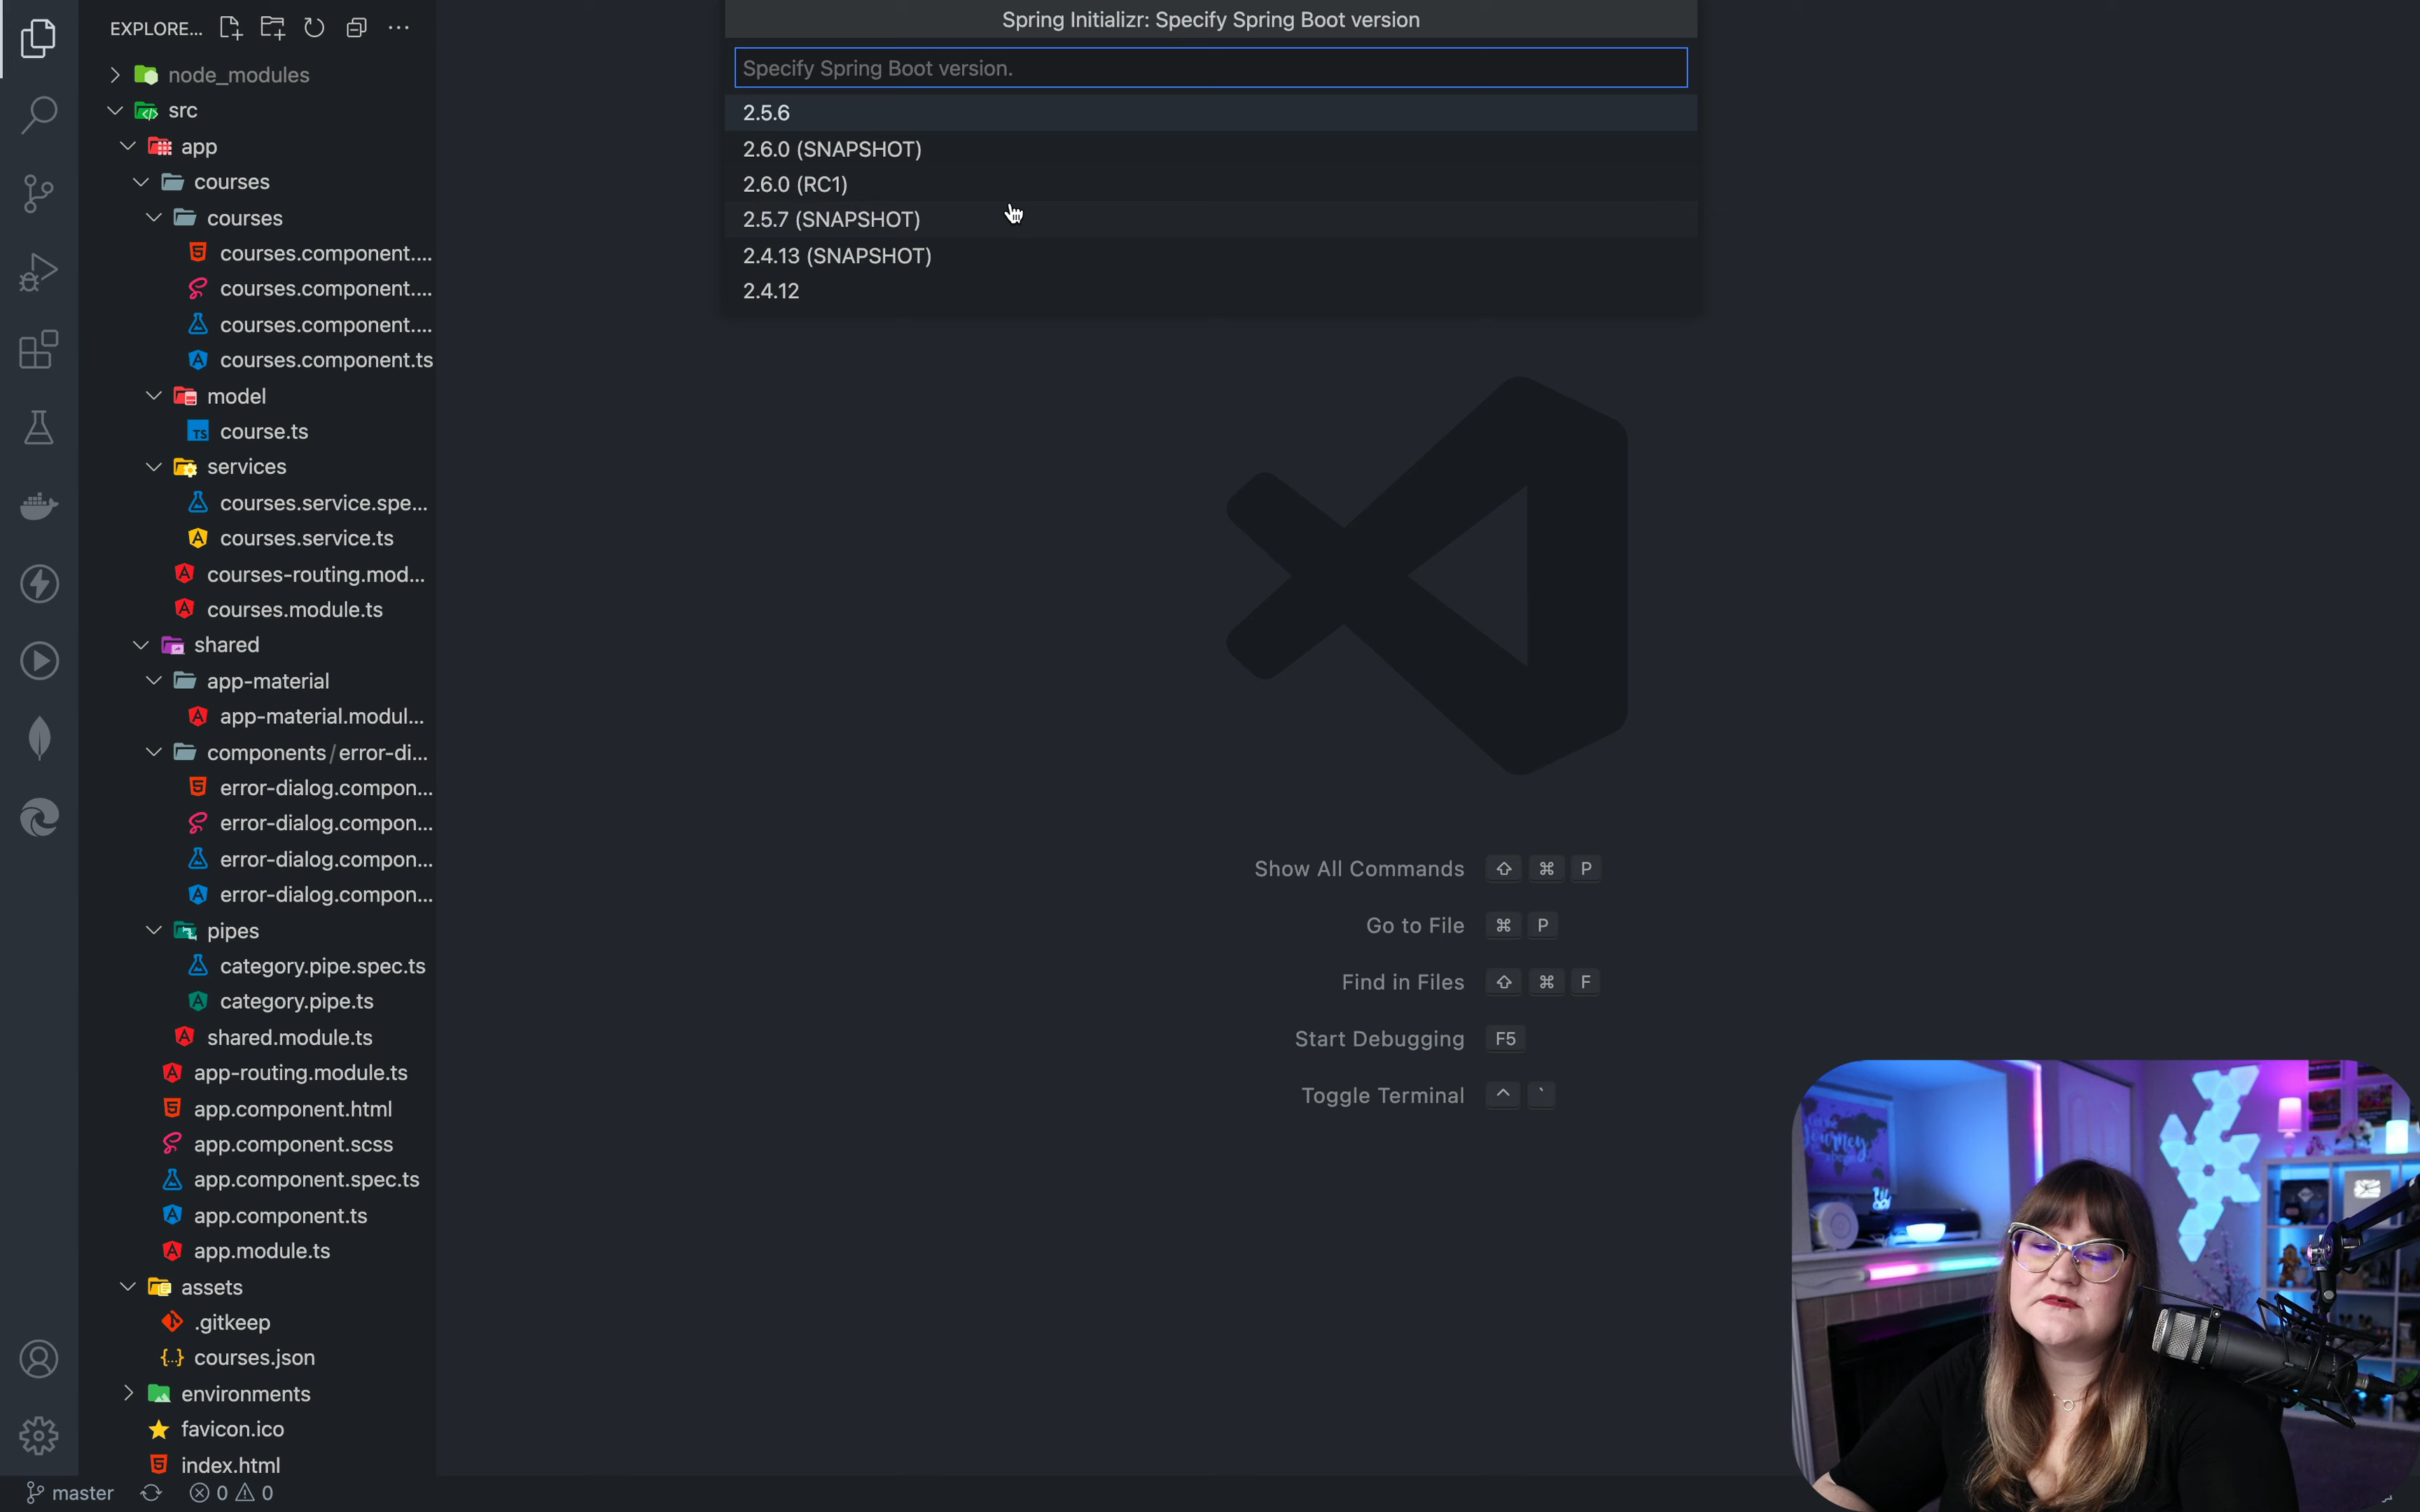 EXPLORE...
node_modules
src
app
courses
courses
courses.component....
courses.component....
courses.component....
courses.component.ts
model
course.ts
services
courses.service.spe...
courses.service.ts
courses-routing.mod...
courses.module.ts
shared
app-material
app-material.modul...
components/error-di...
error-dialog.compon...
error-dialog.compon...
error-dialog.compon...
error-dialog.compon...
pipes
category.pipe.spec.ts
category.pipe.ts
shared.module.ts
app-routing.module.ts
app.component.html
app.component.scss
app.component.spec.ts
app.component.ts
app.module.ts
assets
.gitkeep
courses.json
environments
favicon.ico
index.html
master
0
0
Spring Initializr: Specify Spring Boot version
Specify Spring Boot version.
2.5.6
2.6.0 (SNAPSHOT)
2.6.0 (RC1)
2.5.7 (SNAPSHOT)
2.4.13 (SNAPSHOT)
2.4.12
Show All Commands ⇧ ⌘ P
Go to File ⌘ P
Find in Files ⇧ ⌘ F
Start Debugging F5
Toggle Terminal ^ `